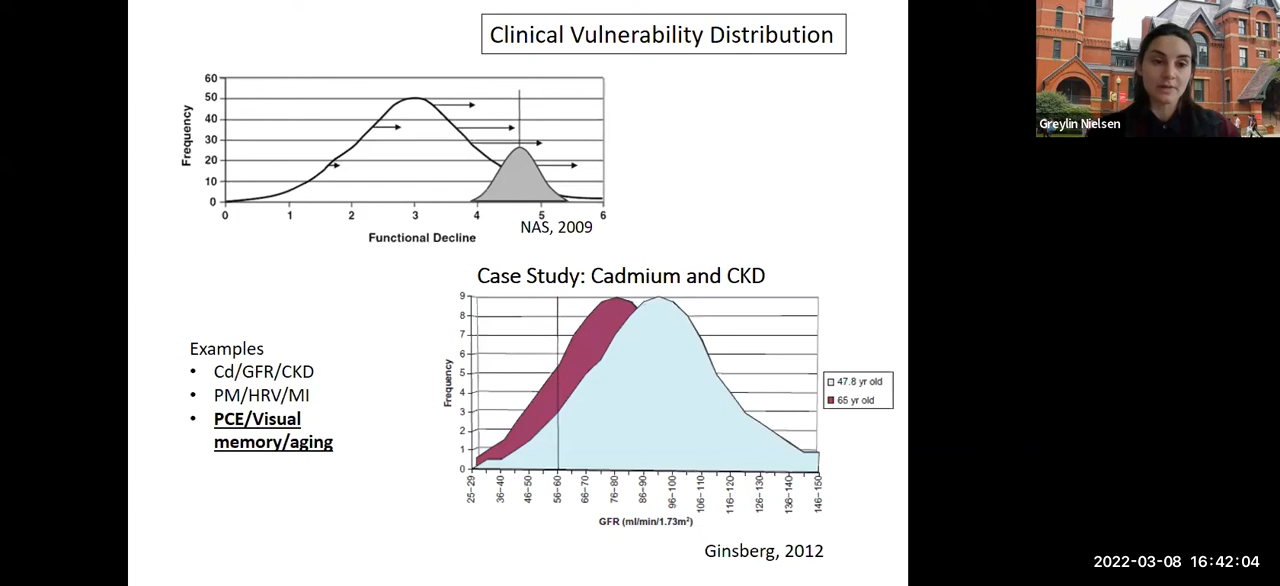 Clinical Vulnerability Distribution
Greylin Nielsen
60
50
40
30
20
10
0
Frequency
0 1 2 3 4 5 6
NAS, 2009
Functional Decline
Case Study: Cadmium and CKD
9
8
7
6
5
4
3
2
1
0
Frequency
25-29 36-40 46-50 56-60 66-70 76-80 86-90 96-100 106-110 116-120 126-130 136-140 146-150
GFR (ml/min/1.73m²)
47.8 yr old
65 yr old
Examples
• Cd/GFR/CKD
• PM/HRV/MI
• PCE/Visual
memory/aging
Ginsberg, 2012
2022-03-08 16:42:04